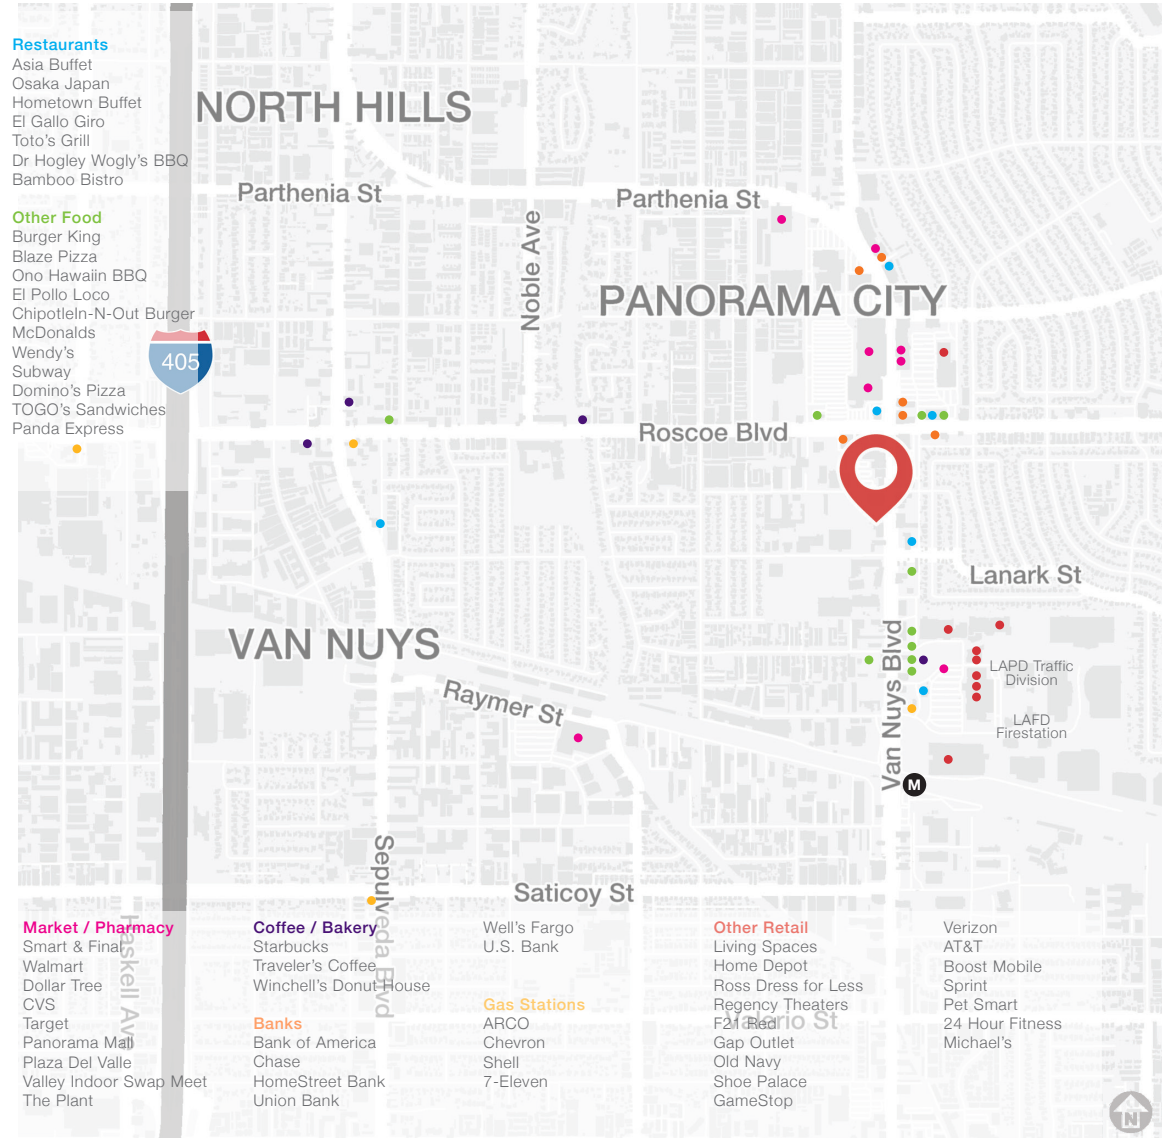 Restaurants
Asia Buffet
Osaka Japan
Hometown Buffet
El Gallo Giro
Toto's Grill
Dr Hogley Wogly's BBQ
Bamboo Bistro
Other Food
Burger King
Blaze Pizza
Ono Hawaiin BBQ
El Pollo Loco
ChipotleIn-N-Out Burger
McDonalds
Wendy's
Subway
Domino's Pizza
TOGO's Sandwiches
Panda Express
405
NORTH HILLS
Parthenia St
Parthenia St
Noble Ave
PANORAMA CITY
Roscoe Blvd
Lanark St
VAN NUYS
Van Nuys Blvd
LAPD Traffic
Division
LAFD
Firestation
Raymer St
M
Sepulveda Blvd
Saticoy St
Haskell Ave
Valerio St
Market / Pharmacy
Smart & Final
Walmart
Dollar Tree
CVS
Target
Panorama Mall
Plaza Del Valle
Valley Indoor Swap Meet
The Plant
Coffee / Bakery
Starbucks
Traveler's Coffee
Winchell's Donut House
Banks
Bank of America
Chase
HomeStreet Bank
Union Bank
Well's Fargo
U.S. Bank
Gas Stations
ARCO
Chevron
Shell
7-Eleven
Other Retail
Living Spaces
Home Depot
Ross Dress for Less
Regency Theaters
F21 Red
Gap Outlet
Old Navy
Shoe Palace
GameStop
Verizon
AT&T
Boost Mobile
Sprint
Pet Smart
24 Hour Fitness
Michael's
N